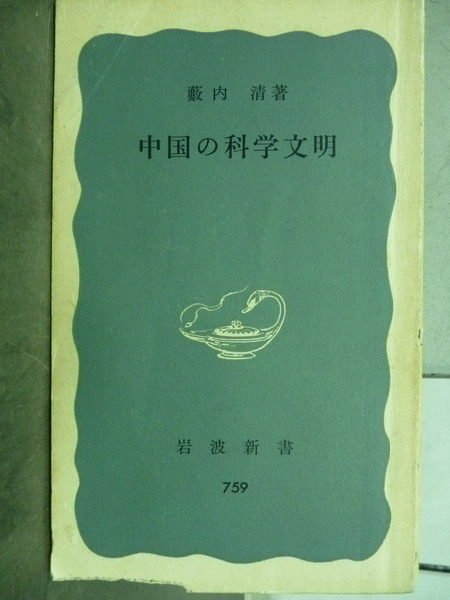 藪内 清著
中国の科学文明
岩波新書
759